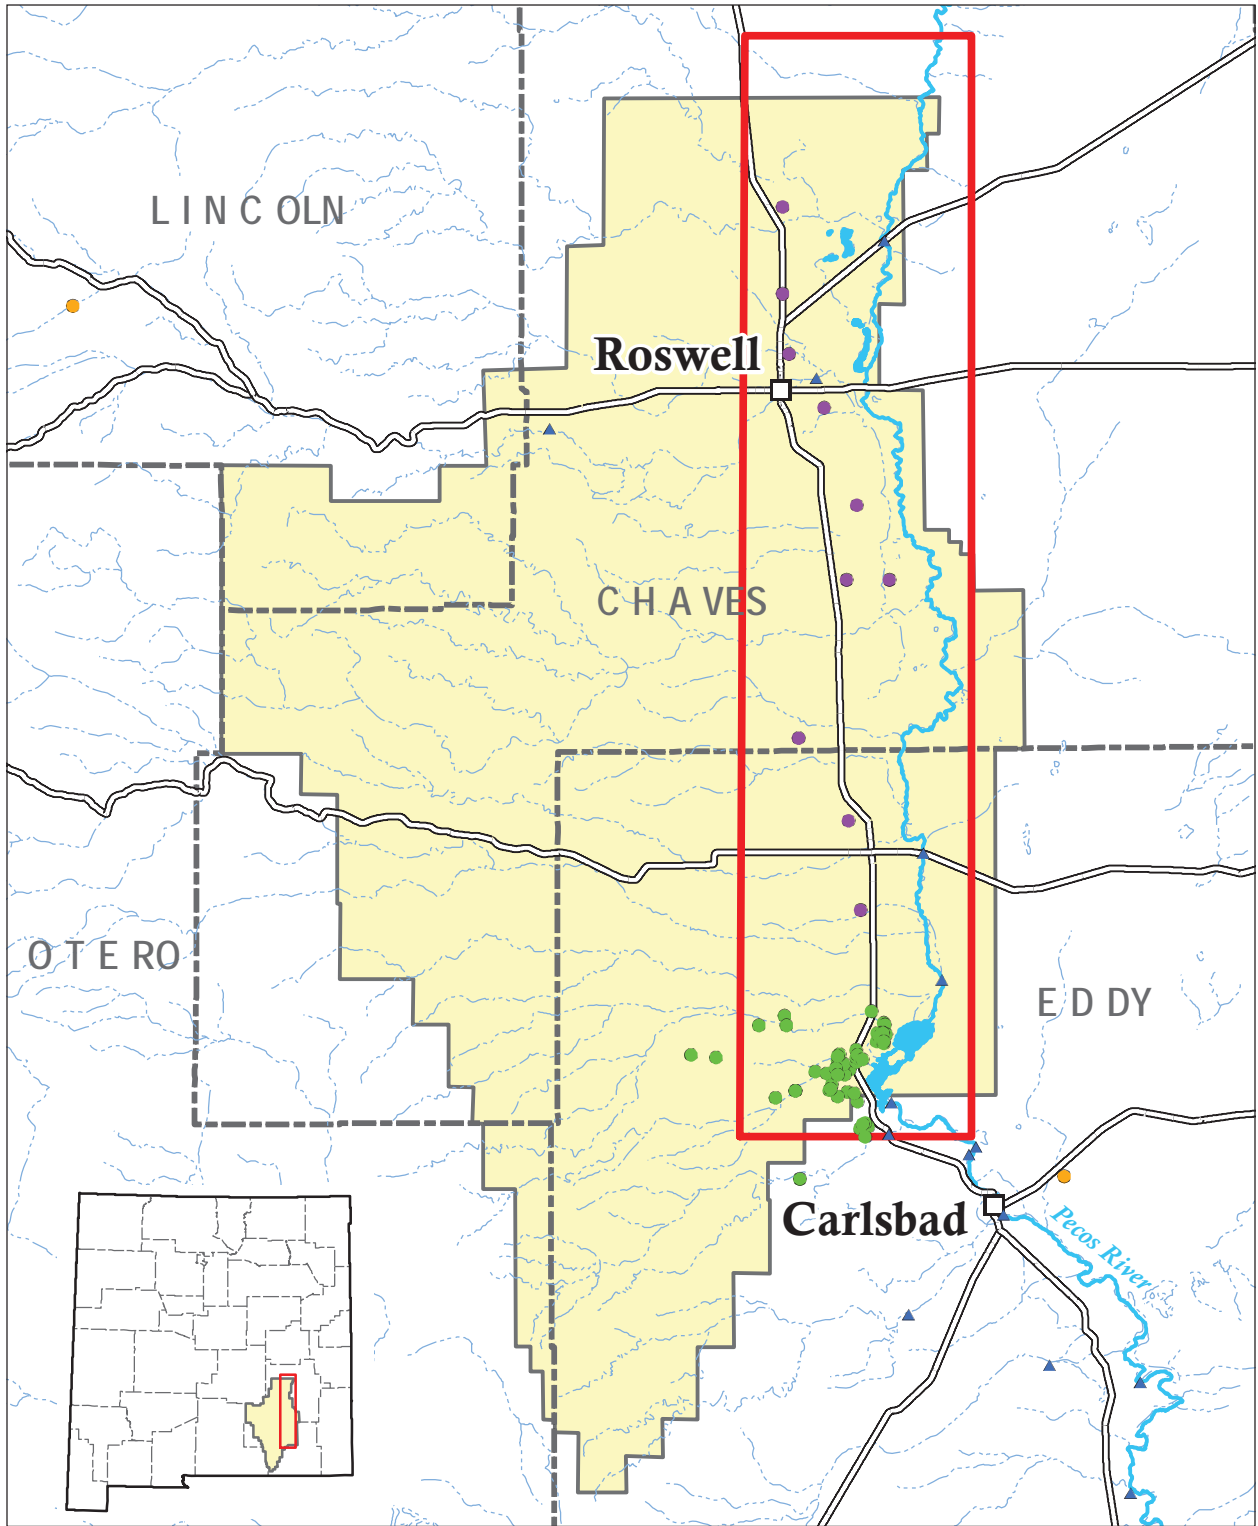 LINCOLN
Roswell
CHAVES
OTERO
EDDY
Carlsbad
Pecos River